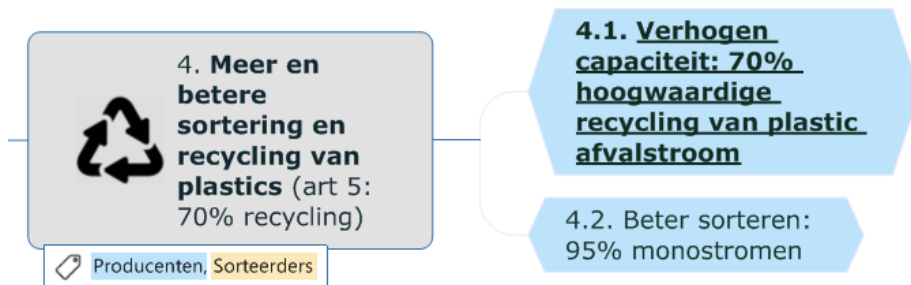 4. Meer en
betere
sortering en
recycling van
plastics (art 5:
70% recycling)
Producenten, Sorteerders
4.1. Verhogen
capaciteit: 70%
hoogwaardige
recycling van plastic
afvalstroom
4.2. Beter sorteren:
95% monostromen